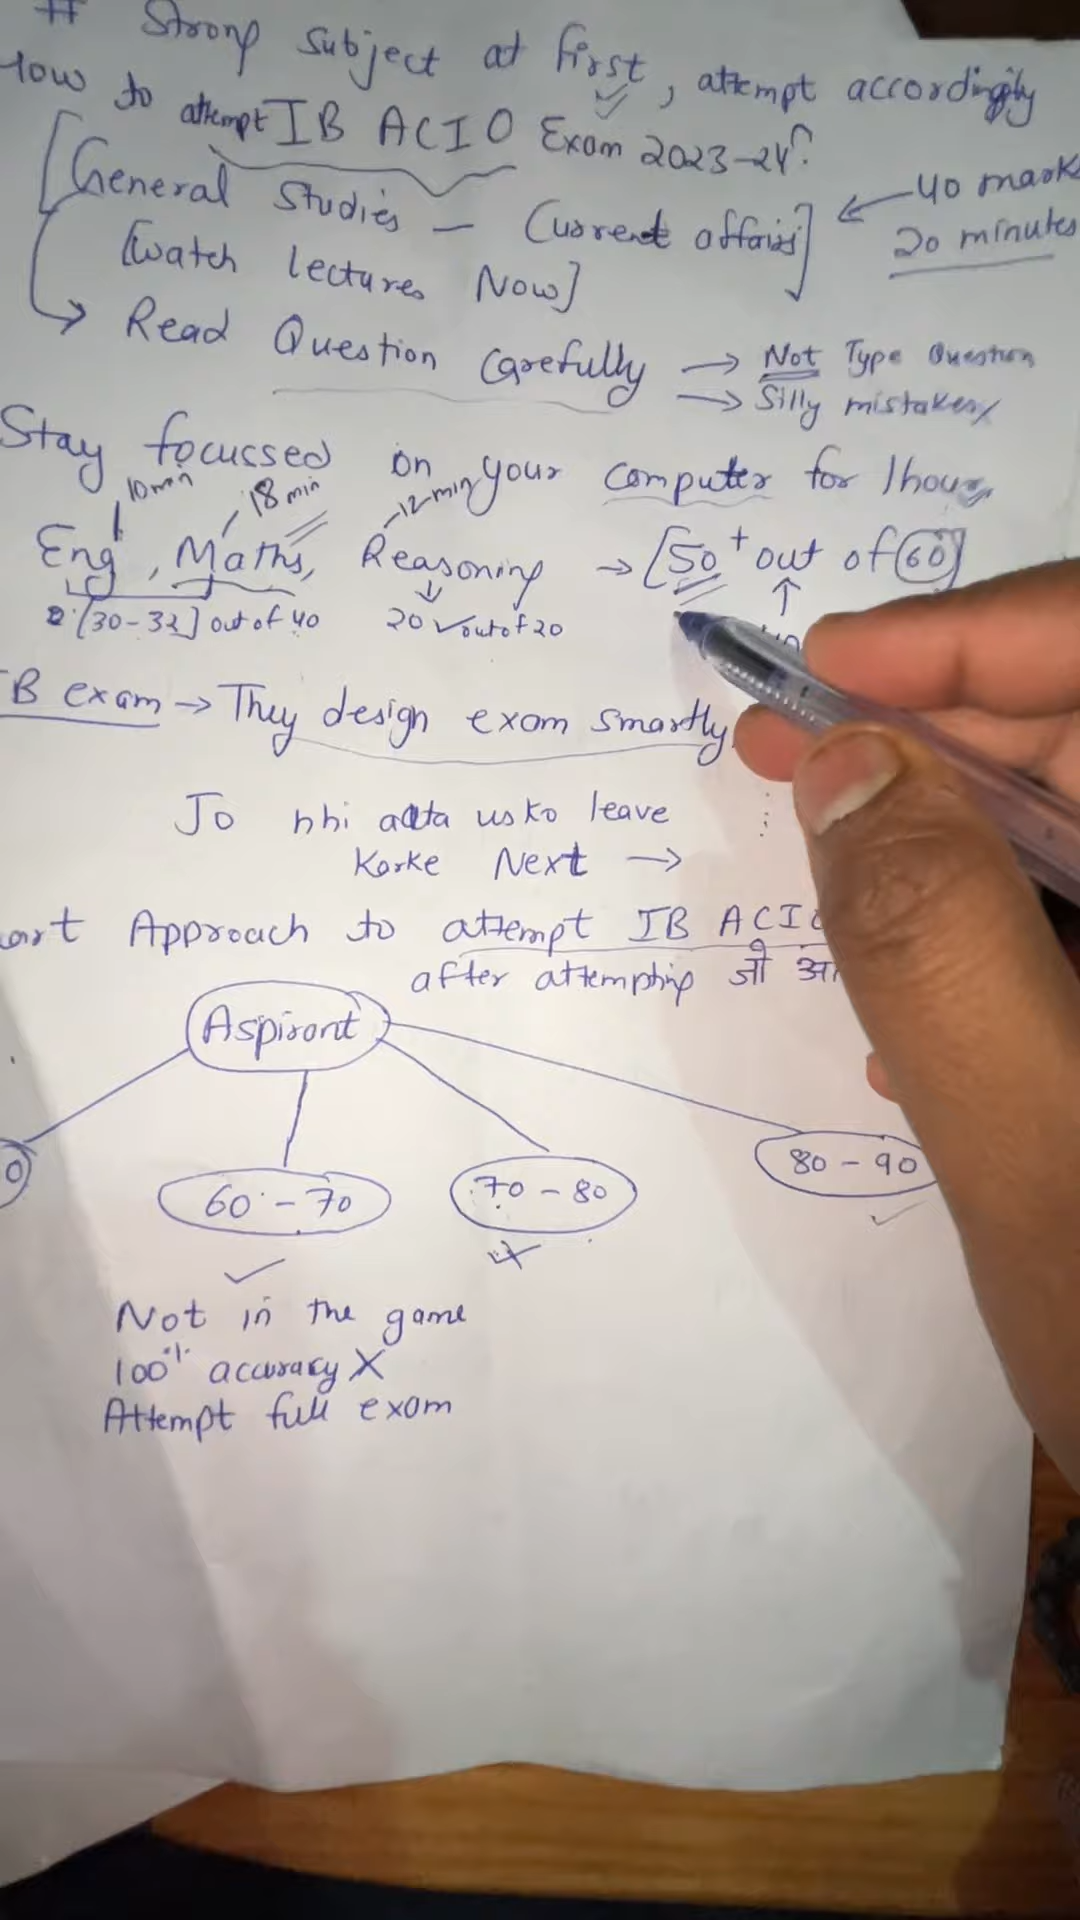 # Strong Subject at first, attempt accordingly
How to attempt IB ACIO Exam 2023-24?
[General Studies — Current affairs] ← 40 mark
20 minutes
[Watch lectures Now]
→ Read Question Carefully → Not Type Question
→ Silly mistakes
Stay focussed on your computer for 1hour
10min 18 min 12 min
Eng, Maths, Reasoning → [50+ out of 60]
[30-32] out of 40 20 out of 20
B exam → They design exam smartly
Jo nhi aata usko leave
Karke Next →
art Approach to attempt IB ACIO
after attempting जो
Aspirant
0 60 - 70 70 - 80 80 - 90
Not in the game
100% accuracy X
Attempt full exam